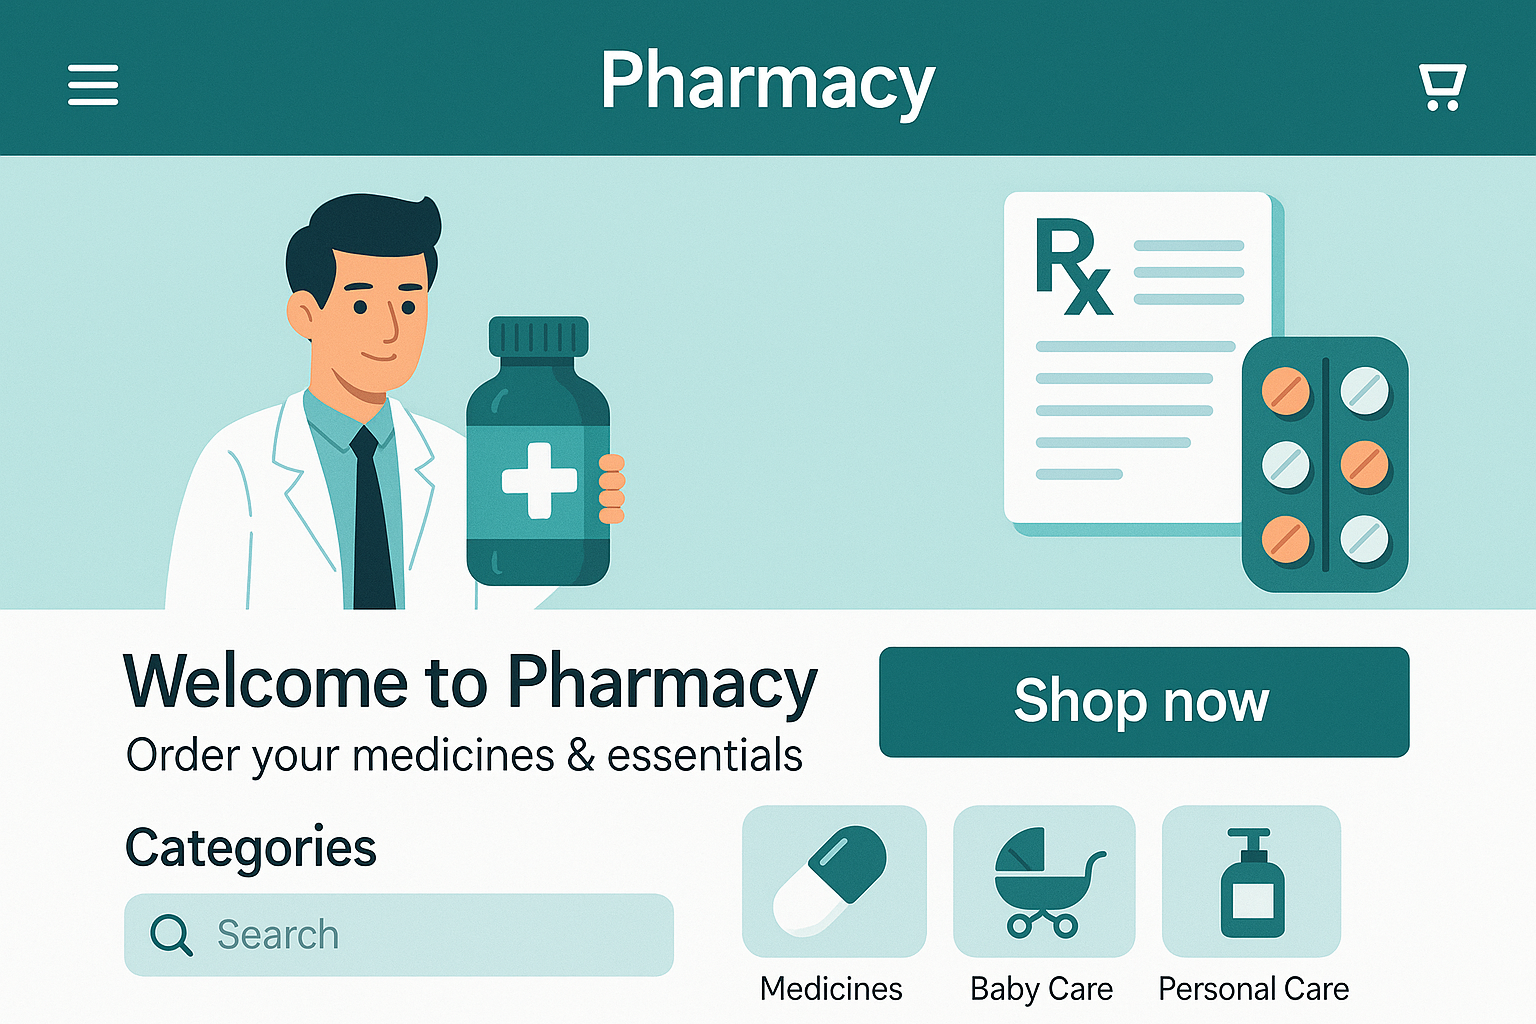 Pharmacy
Rx
Welcome to Pharmacy
Order your medicines & essentials
Shop now
Categories
Search
Medicines
Baby Care
Personal Care